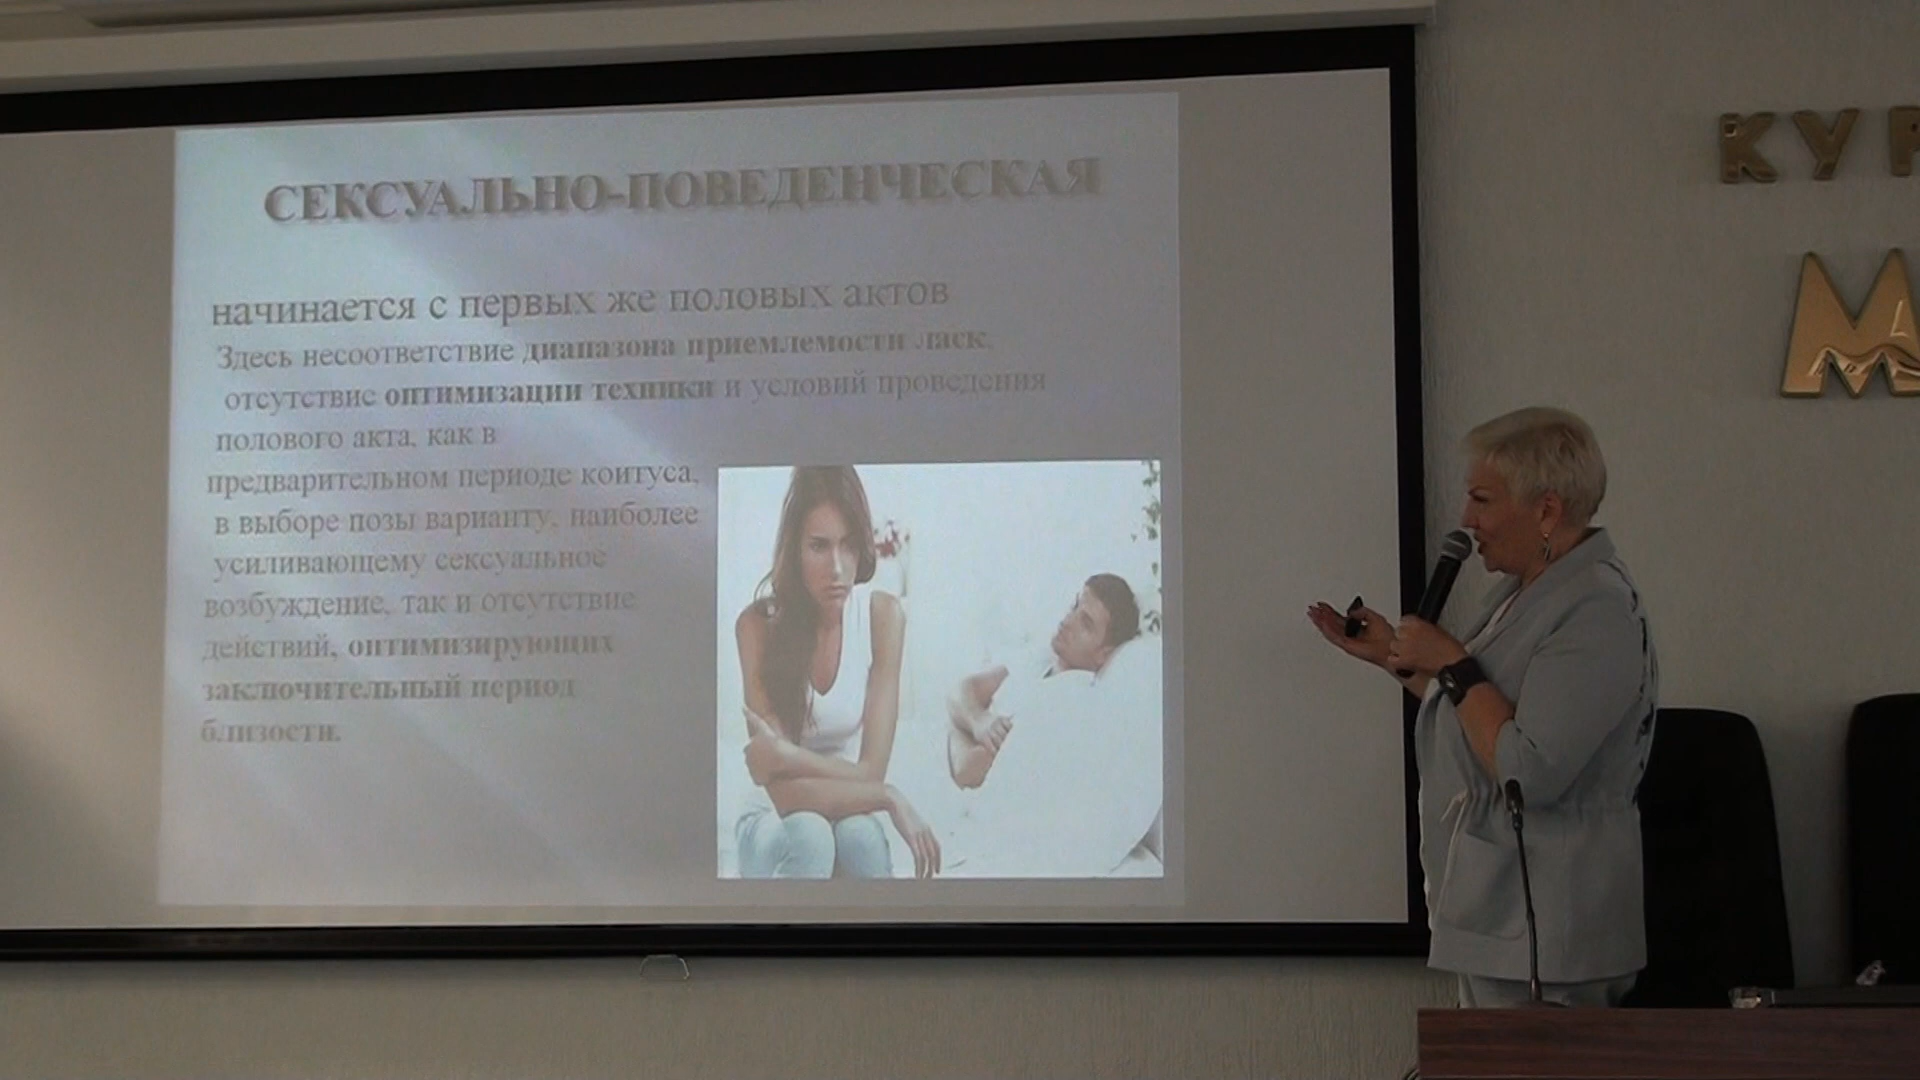 СЕКСУАЛЬНО-ПОВЕДЕНЧЕСКАЯ
начинается с первых же половых актов
Здесь несоответствие диапазона приемлемости ласк,
отсутствие оптимизации техники и условий проведения
полового акта, как в
предварительном периоде коитуса,
в выборе позы варианту, наиболее
усиливающему сексуальное
возбуждение, так и отсутствие
действий, оптимизирующих
заключительный период
близости.
КУР
М